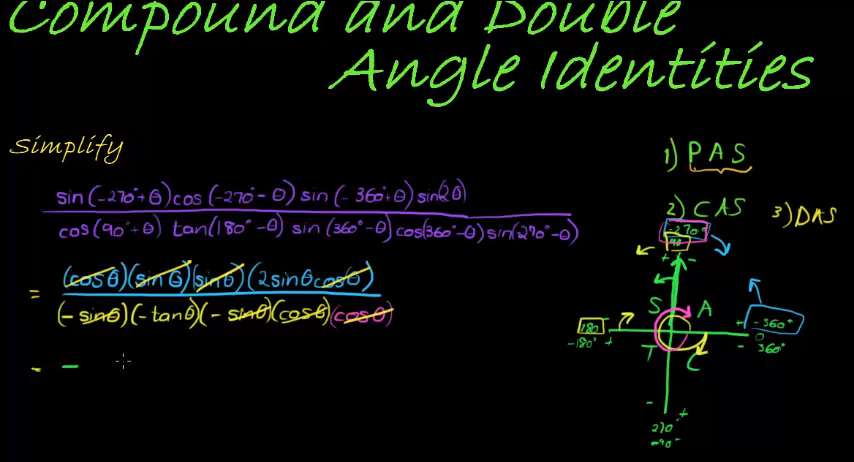 Compound and Double
Angle Identities
Simplify
sin(-270°+θ)cos(-270°-θ)sin(-360°+θ)sin(2θ)
cos(90°+θ) tan(180°-θ) sin(360°-θ)cos(360°-θ)sin(270°-θ)
= (cosθ)(sinθ)(sinθ)(2sinθcosθ)
(-sinθ)(-tanθ)(-sinθ)(cosθ)(cosθ)
= -
1) PAS
2) CAS 3) DAS
-270°
90
+ -
S A
180 + -360°
-180° + 0
- 360°
T C
- +
270°
-90°